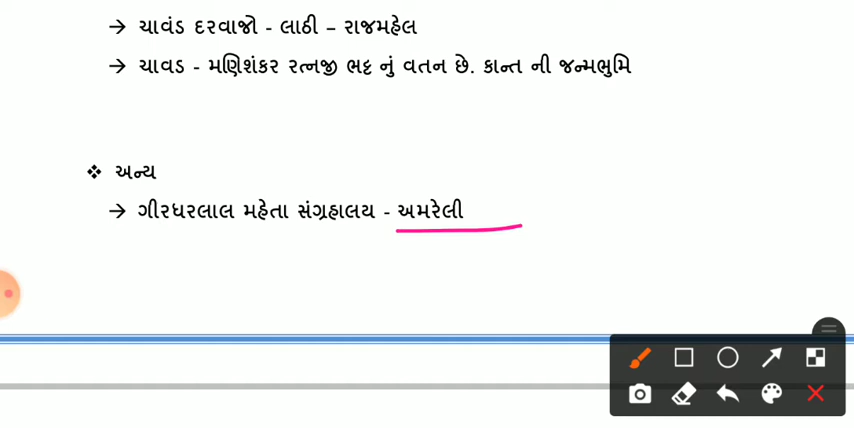 → ચાવંડ દરવાજો - લાઠી – રાજમહેલ
→ ચાવડ - મણિશંકર રત્નજી ભટ્ટ નું વતન છે. કાન્ત ની જન્મભુમિ
❖ અન્ય
→ ગીરધરલાલ મહેતા સંગ્રહાલય - અમરેલી